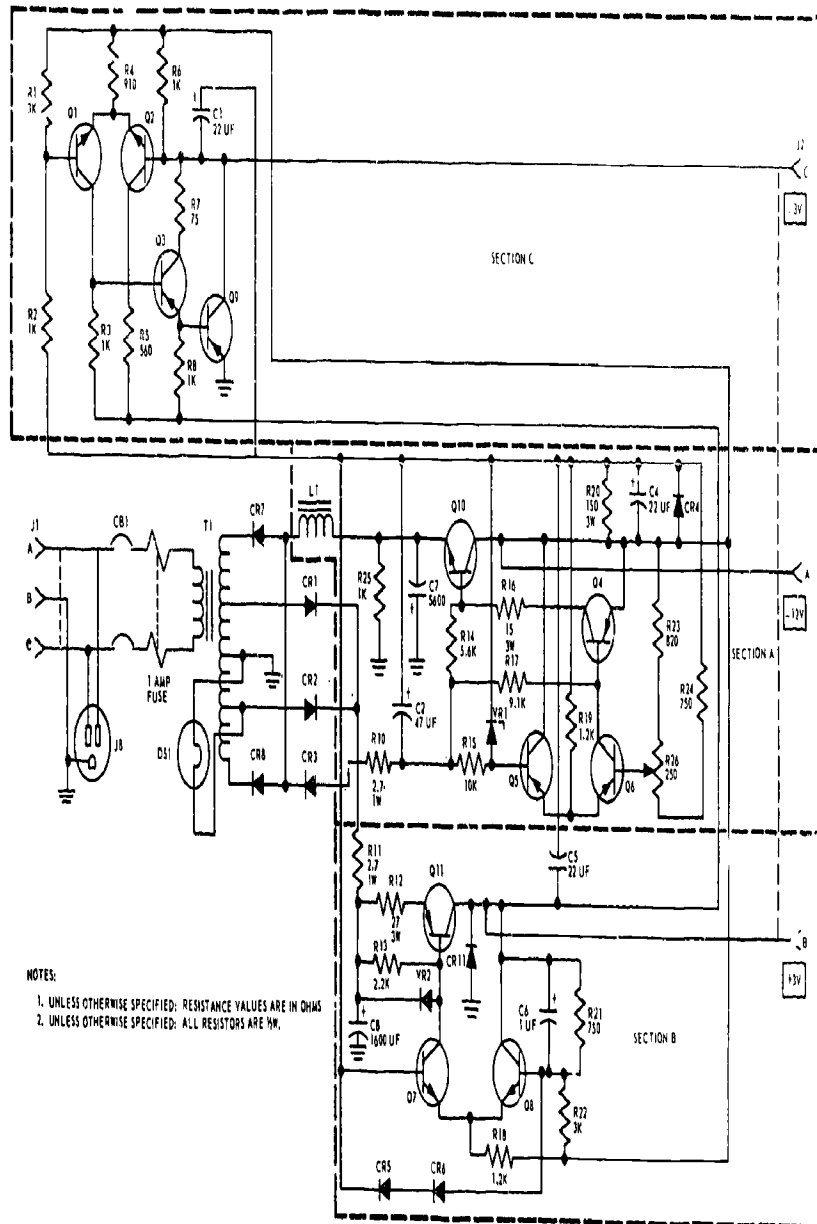 R1
3K
R4
910
R6
1K
C1
22 UF
+
Q1
Q2
J2
C
-3V
R7
75
Q3
Q9
SECTION C
R2
1K
R3
1K
R5
560
R8
1K
J1
A
B
C
CB1
T1
1 AMP
FUSE
J8
DS1
CR7
L1
CR1
CR2
CR8
CR3
R25
1K
C7
5600
+
Q10
R20
150
3W
C4
22 UF
+
CR4
A
-12V
R16
15
3W
Q4
R14
5.6K
R17
9.1K
R23
820
SECTION A
R24
750
C2
47 UF
+
VR1
R19
1.2K
R10
2.7
1W
R15
10K
Q5
Q6
R26
250
R11
2.7
1W
R12
27
3W
Q11
C5
22 UF
R13
2.2K
VR2
CR11
B
+3V
C8
1600 UF
+
C6
1 UF
+
R21
750
SECTION B
Q7
Q8
R22
3K
R18
1.2K
CR5
CR6
NOTES:
1. UNLESS OTHERWISE SPECIFIED: RESISTANCE VALUES ARE IN OHMS
2. UNLESS OTHERWISE SPECIFIED: ALL RESISTORS ARE ½W.